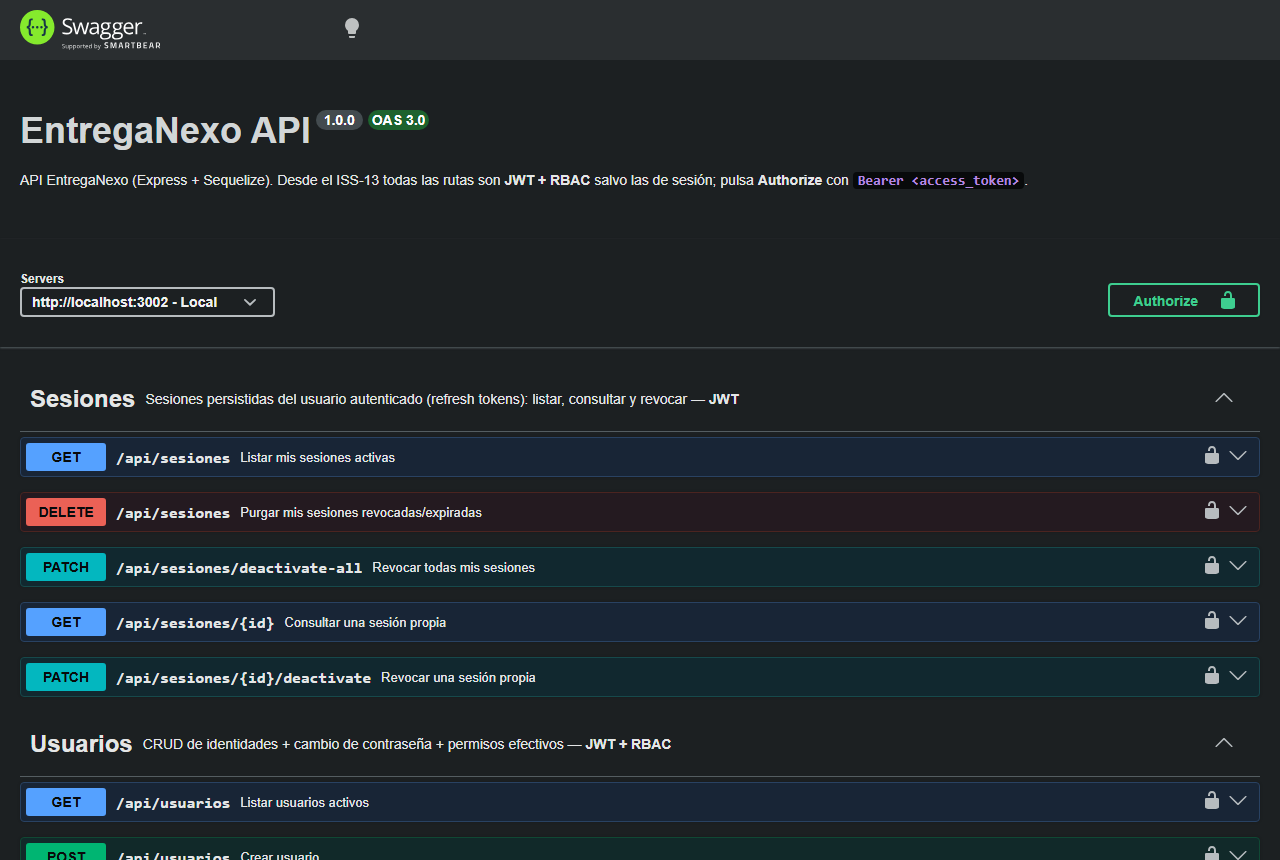 Swagger
Supported by SMARTBEAR
EntregaNexo API 1.0.0 OAS 3.0
API EntregaNexo (Express + Sequelize). Desde el ISS-13 todas las rutas son JWT + RBAC salvo las de sesión; pulsa Authorize con Bearer <access_token>.
Servers
http://localhost:3002 - Local
Authorize
Sesiones Sesiones persistidas del usuario autenticado (refresh tokens): listar, consultar y revocar — JWT
GET /api/sesiones Listar mis sesiones activas
DELETE /api/sesiones Purgar mis sesiones revocadas/expiradas
PATCH /api/sesiones/deactivate-all Revocar todas mis sesiones
GET /api/sesiones/{id} Consultar una sesión propia
PATCH /api/sesiones/{id}/deactivate Revocar una sesión propia
Usuarios CRUD de identidades + cambio de contraseña + permisos efectivos — JWT + RBAC
GET /api/usuarios Listar usuarios activos
POST /api/usuarios Crear usuario